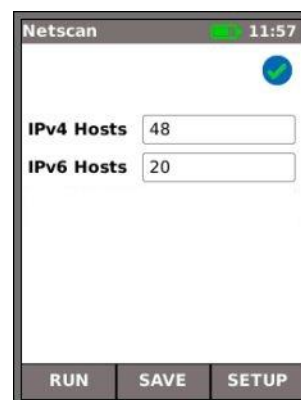 Netscan 11:57
IPv4 Hosts 48
IPv6 Hosts 20
RUN SAVE SETUP